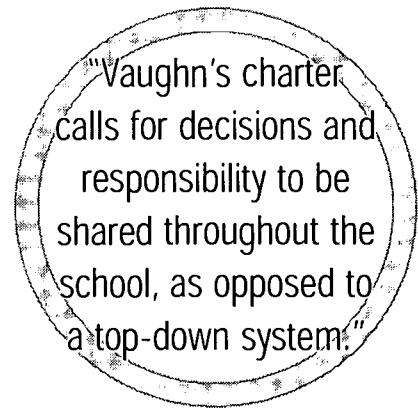 "Vaughn's charter
calls for decisions and
responsibility to be
shared throughout the
school, as opposed to
a top-down system."